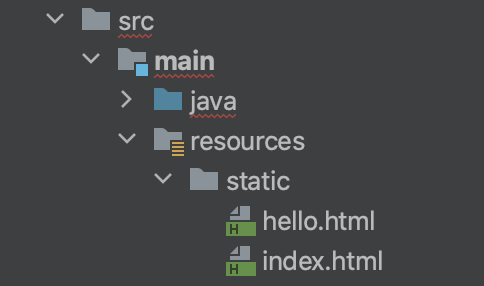 src
main
java
resources
static
hello.html
index.html